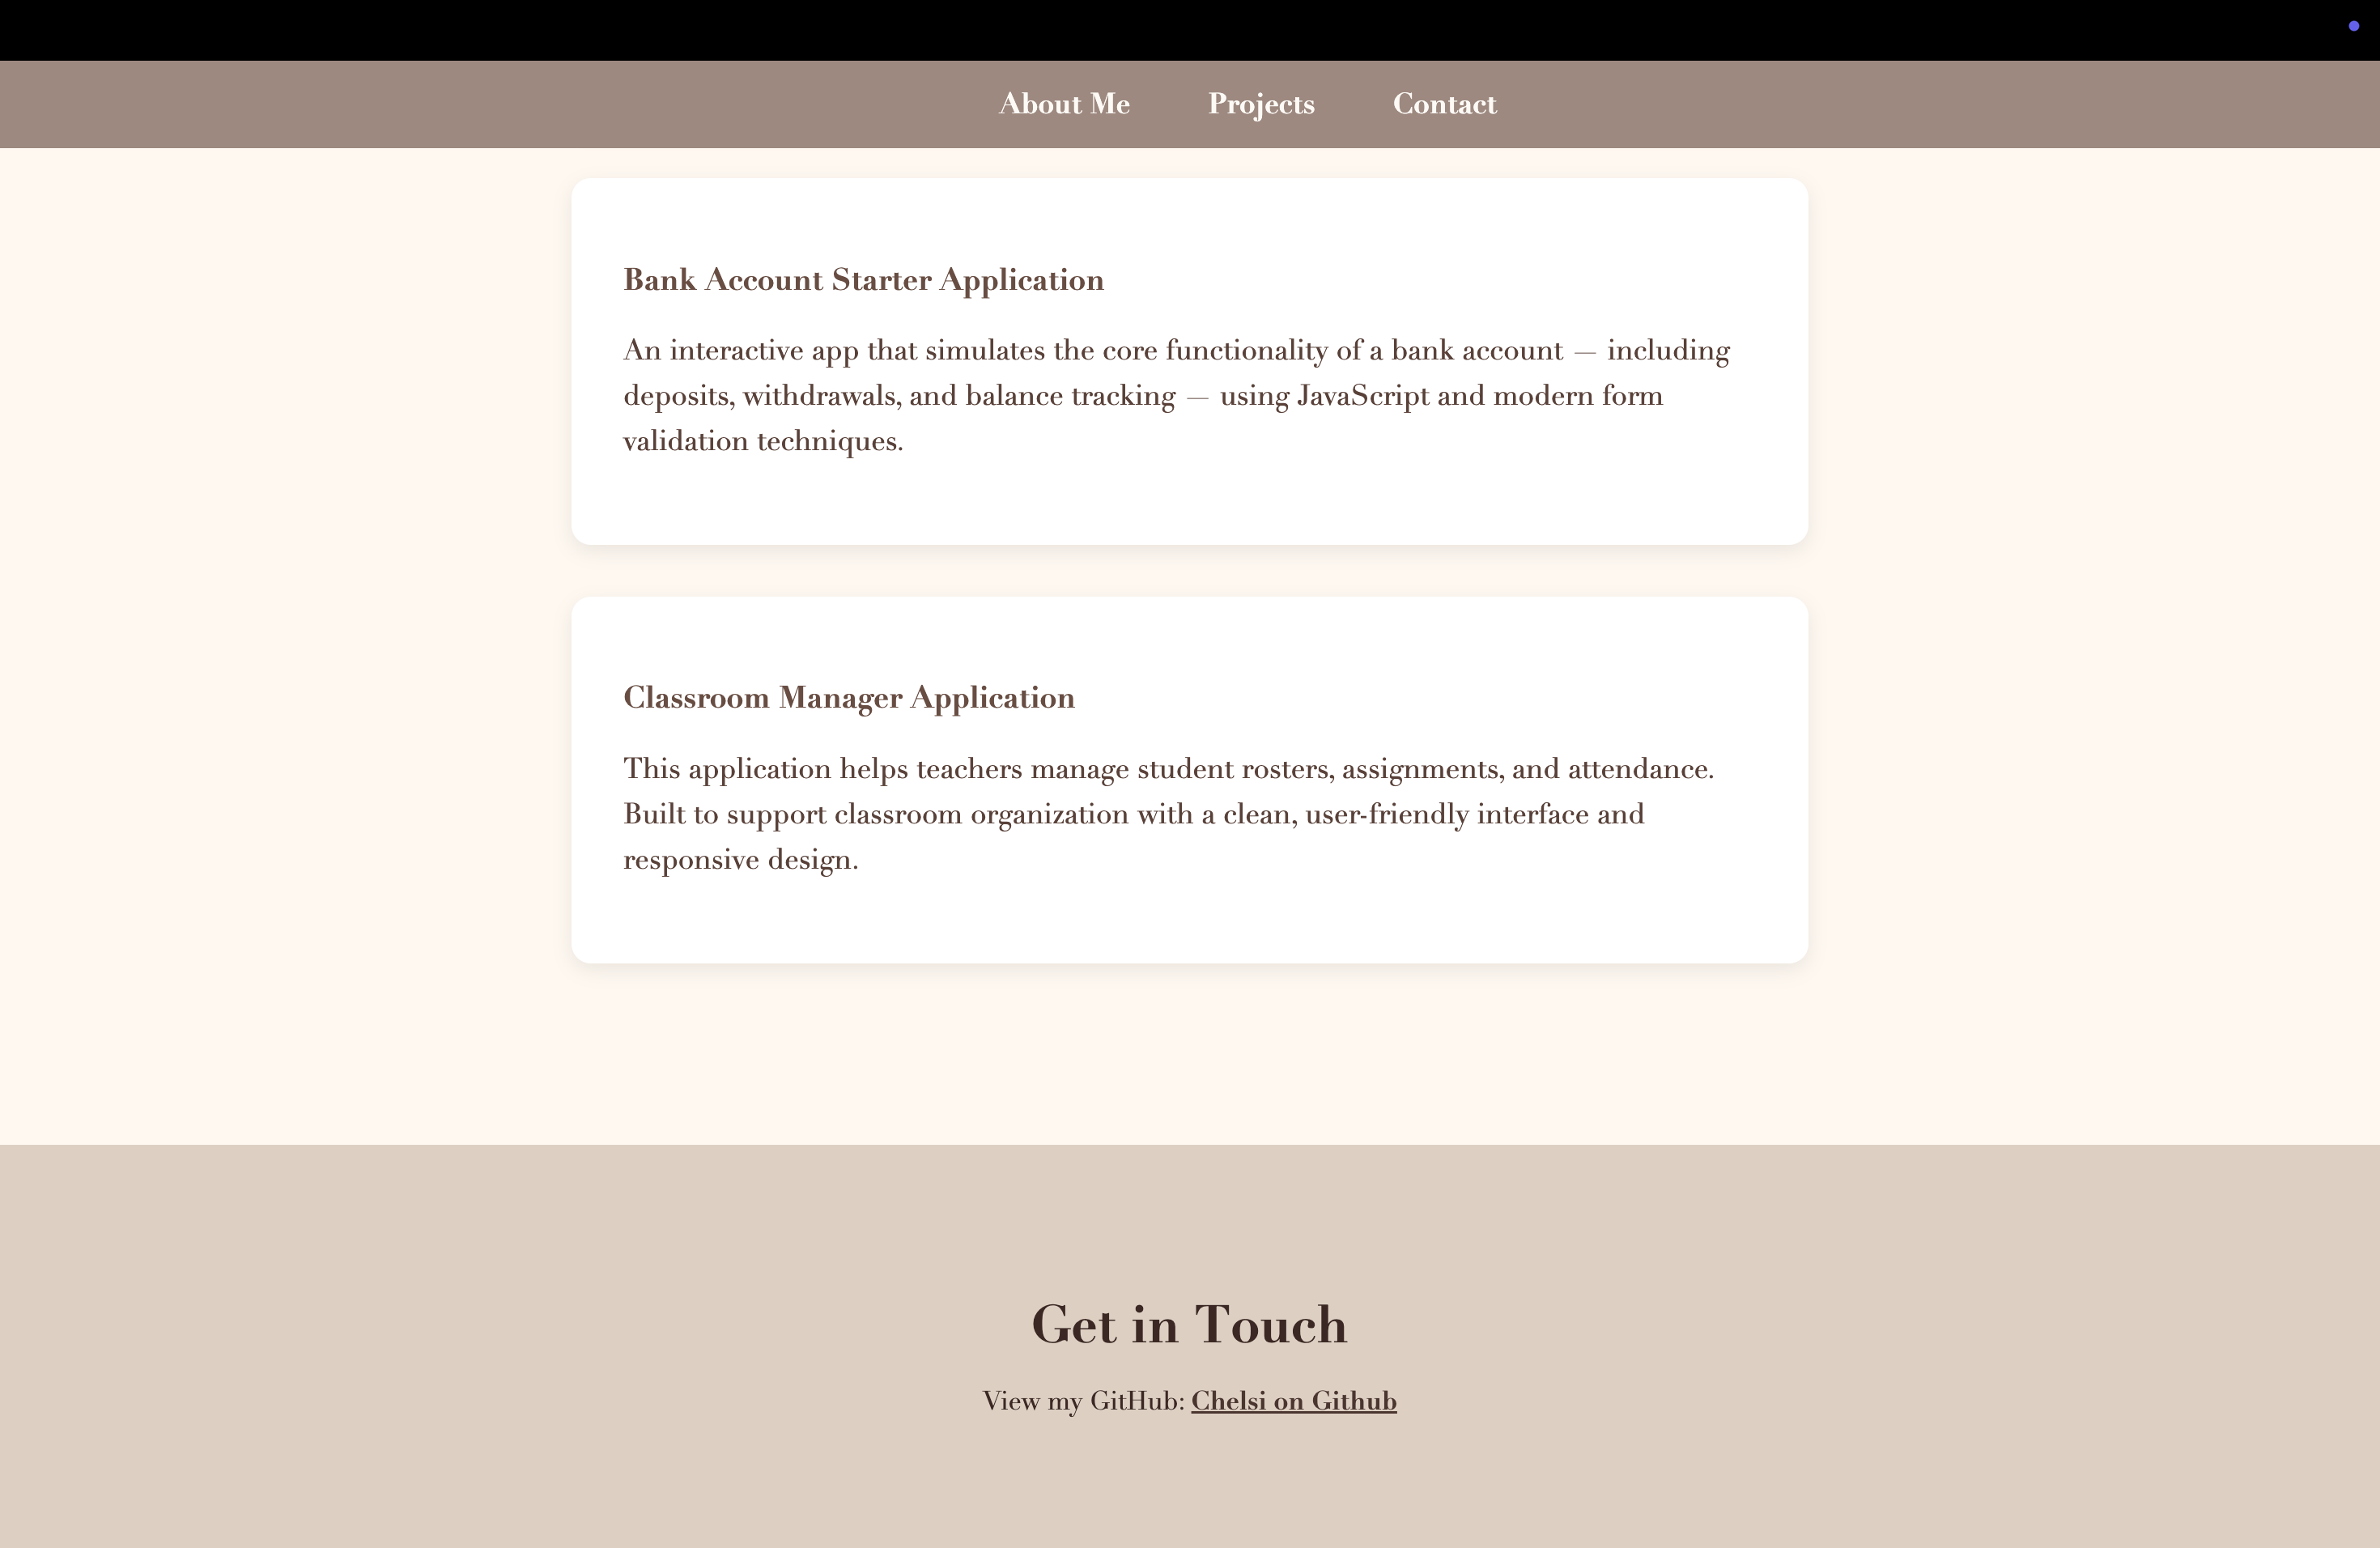 About Me Projects Contact
Bank Account Starter Application
An interactive app that simulates the core functionality of a bank account — including
deposits, withdrawals, and balance tracking — using JavaScript and modern form
validation techniques.
Classroom Manager Application
This application helps teachers manage student rosters, assignments, and attendance.
Built to support classroom organization with a clean, user-friendly interface and
responsive design.
Get in Touch
View my GitHub: Chelsi on Github